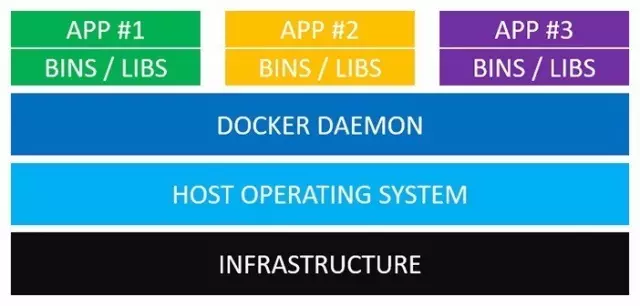 APP #1
APP #2
APP #3
BINS / LIBS
BINS / LIBS
BINS / LIBS
DOCKER DAEMON
HOST OPERATING SYSTEM
INFRASTRUCTURE